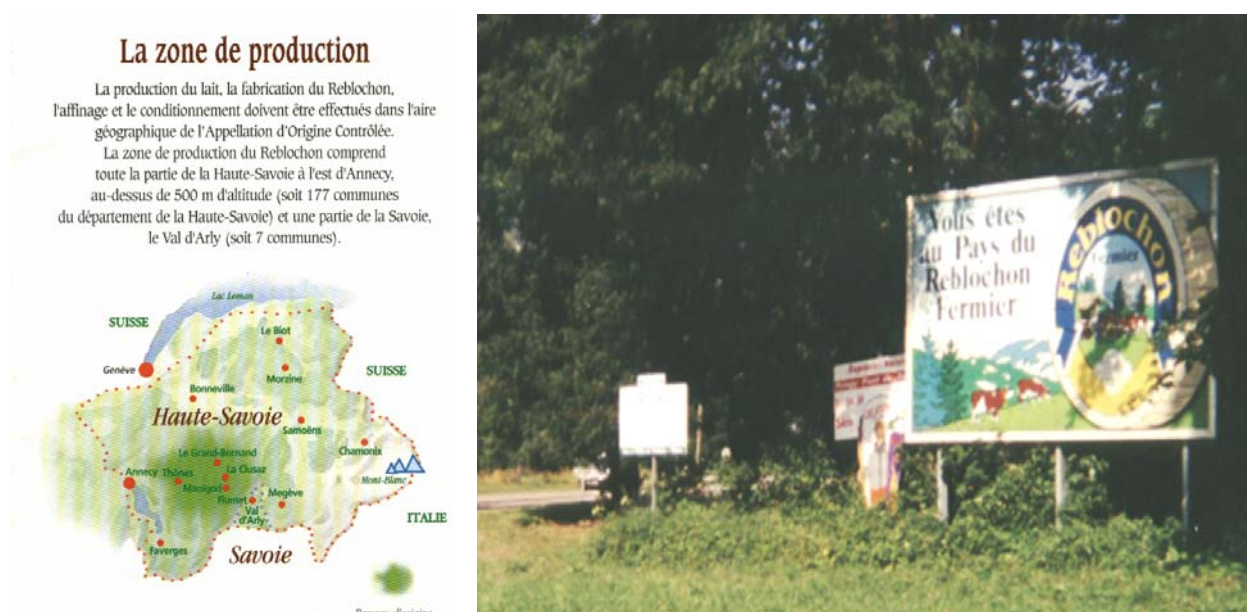 La zone de production
La production du lait, la fabrication du Reblochon,
l'affinage et le conditionnement doivent être effectués dans l'aire
géographique de l'Appellation d'Origine Contrôlée.
La zone de production du Reblochon comprend
toute la partie de la Haute-Savoie à l'est d'Annecy,
au-dessus de 500 m d'altitude (soit 177 communes
du département de la Haute-Savoie) et une partie de la Savoie,
le Val d'Arly (soit 7 communes).
Lac Leman
SUISSE
Le Biot
Genève
Morzine
SUISSE
Bonneville
Haute-Savoie
Samoëns
Chamonix
Le Grand-Bornand
Annecy
Thônes
La Clusaz
Mont-Blanc
Manigod
Flumet
Megève
Val
d'Arly
ITALIE
Faverges
Savoie
Vous êtes
au Pays du
Reblochon
Fermier
Reblochon
Fermier